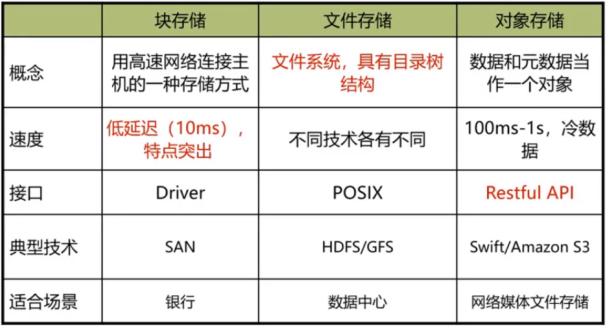 块存储 文件存储 对象存储
概念 用高速网络连接主机的一种存储方式 文件系统，具有目录树结构 数据和元数据当作一个对象
速度 低延迟（10ms），特点突出 不同技术各有不同 100ms-1s，冷数据
接口 Driver POSIX Restful API
典型技术 SAN HDFS/GFS Swift/Amazon S3
适合场景 银行 数据中心 网络媒体文件存储